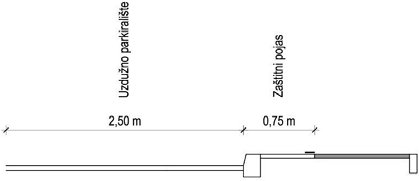 Uzdužno parkiralište
Zaštitni pojas
2,50 m
0,75 m